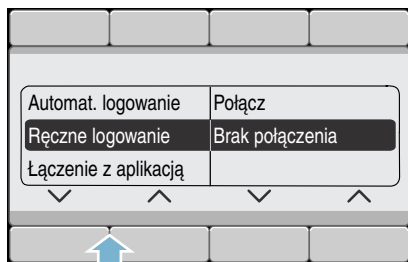 Automat. logowanie Połącz
Ręczne logowanie Brak połączenia
Łączenie z aplikacją